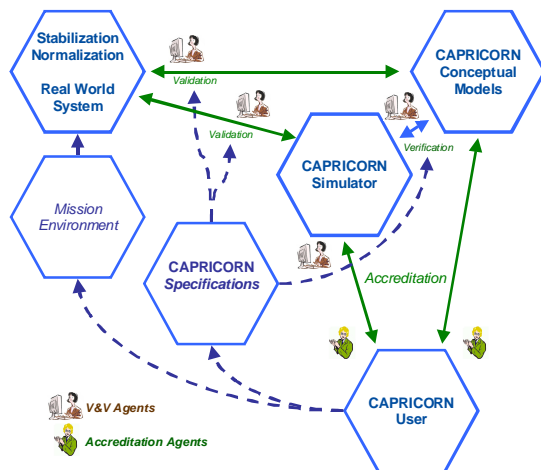 Stabilization
Normalization
Real World
System
Validation
CAPRICORN
Conceptual
Models
Validation
Verification
CAPRICORN
Simulator
Mission
Environment
CAPRICORN
Specifications
Accreditation
CAPRICORN
User
V&V Agents
Accreditation Agents